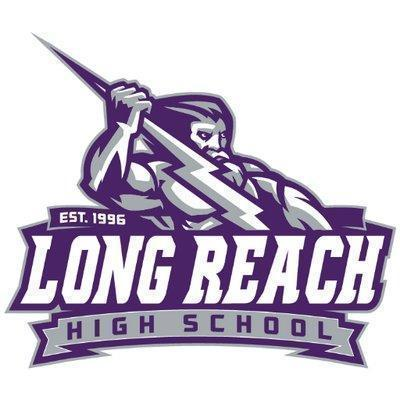 EST. 1996
LONG REACH
HIGH SCHOOL